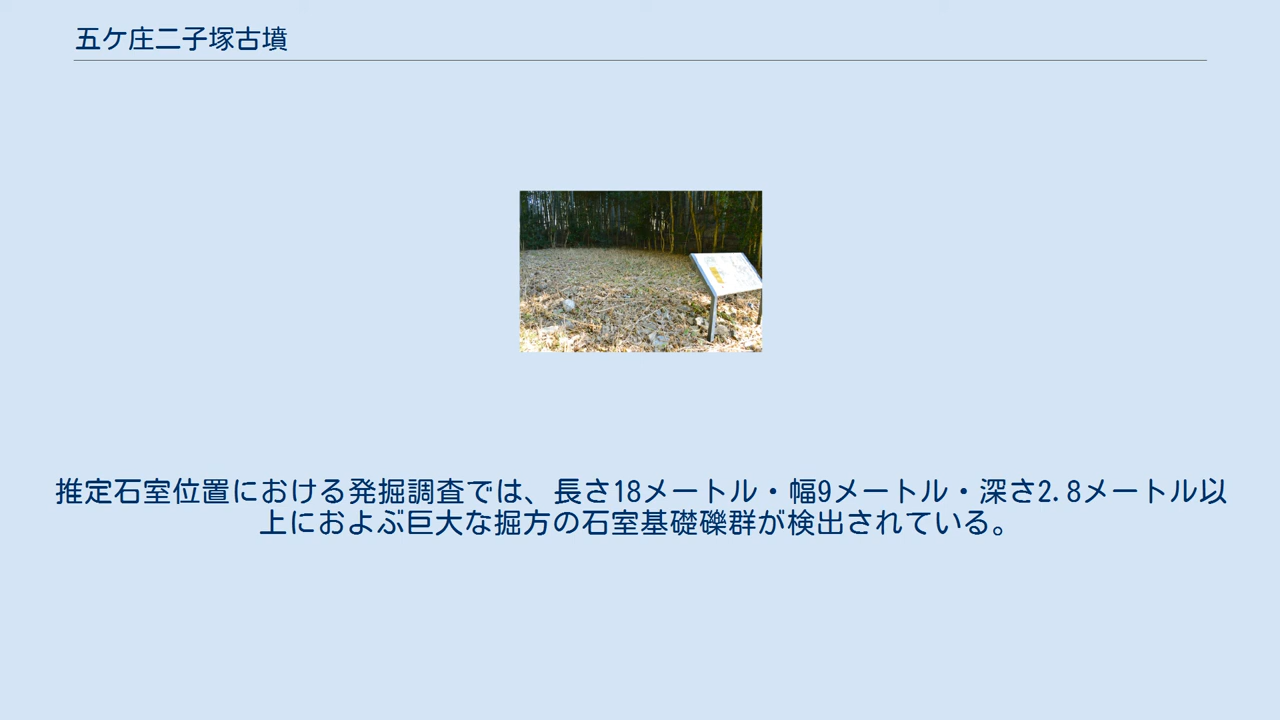 五ケ庄二子塚古墳
推定石室位置における発掘調査では、長さ18メートル・幅9メートル・深さ2.8メートル以
上におよぶ巨大な掘方の石室基礎礫群が検出されている。